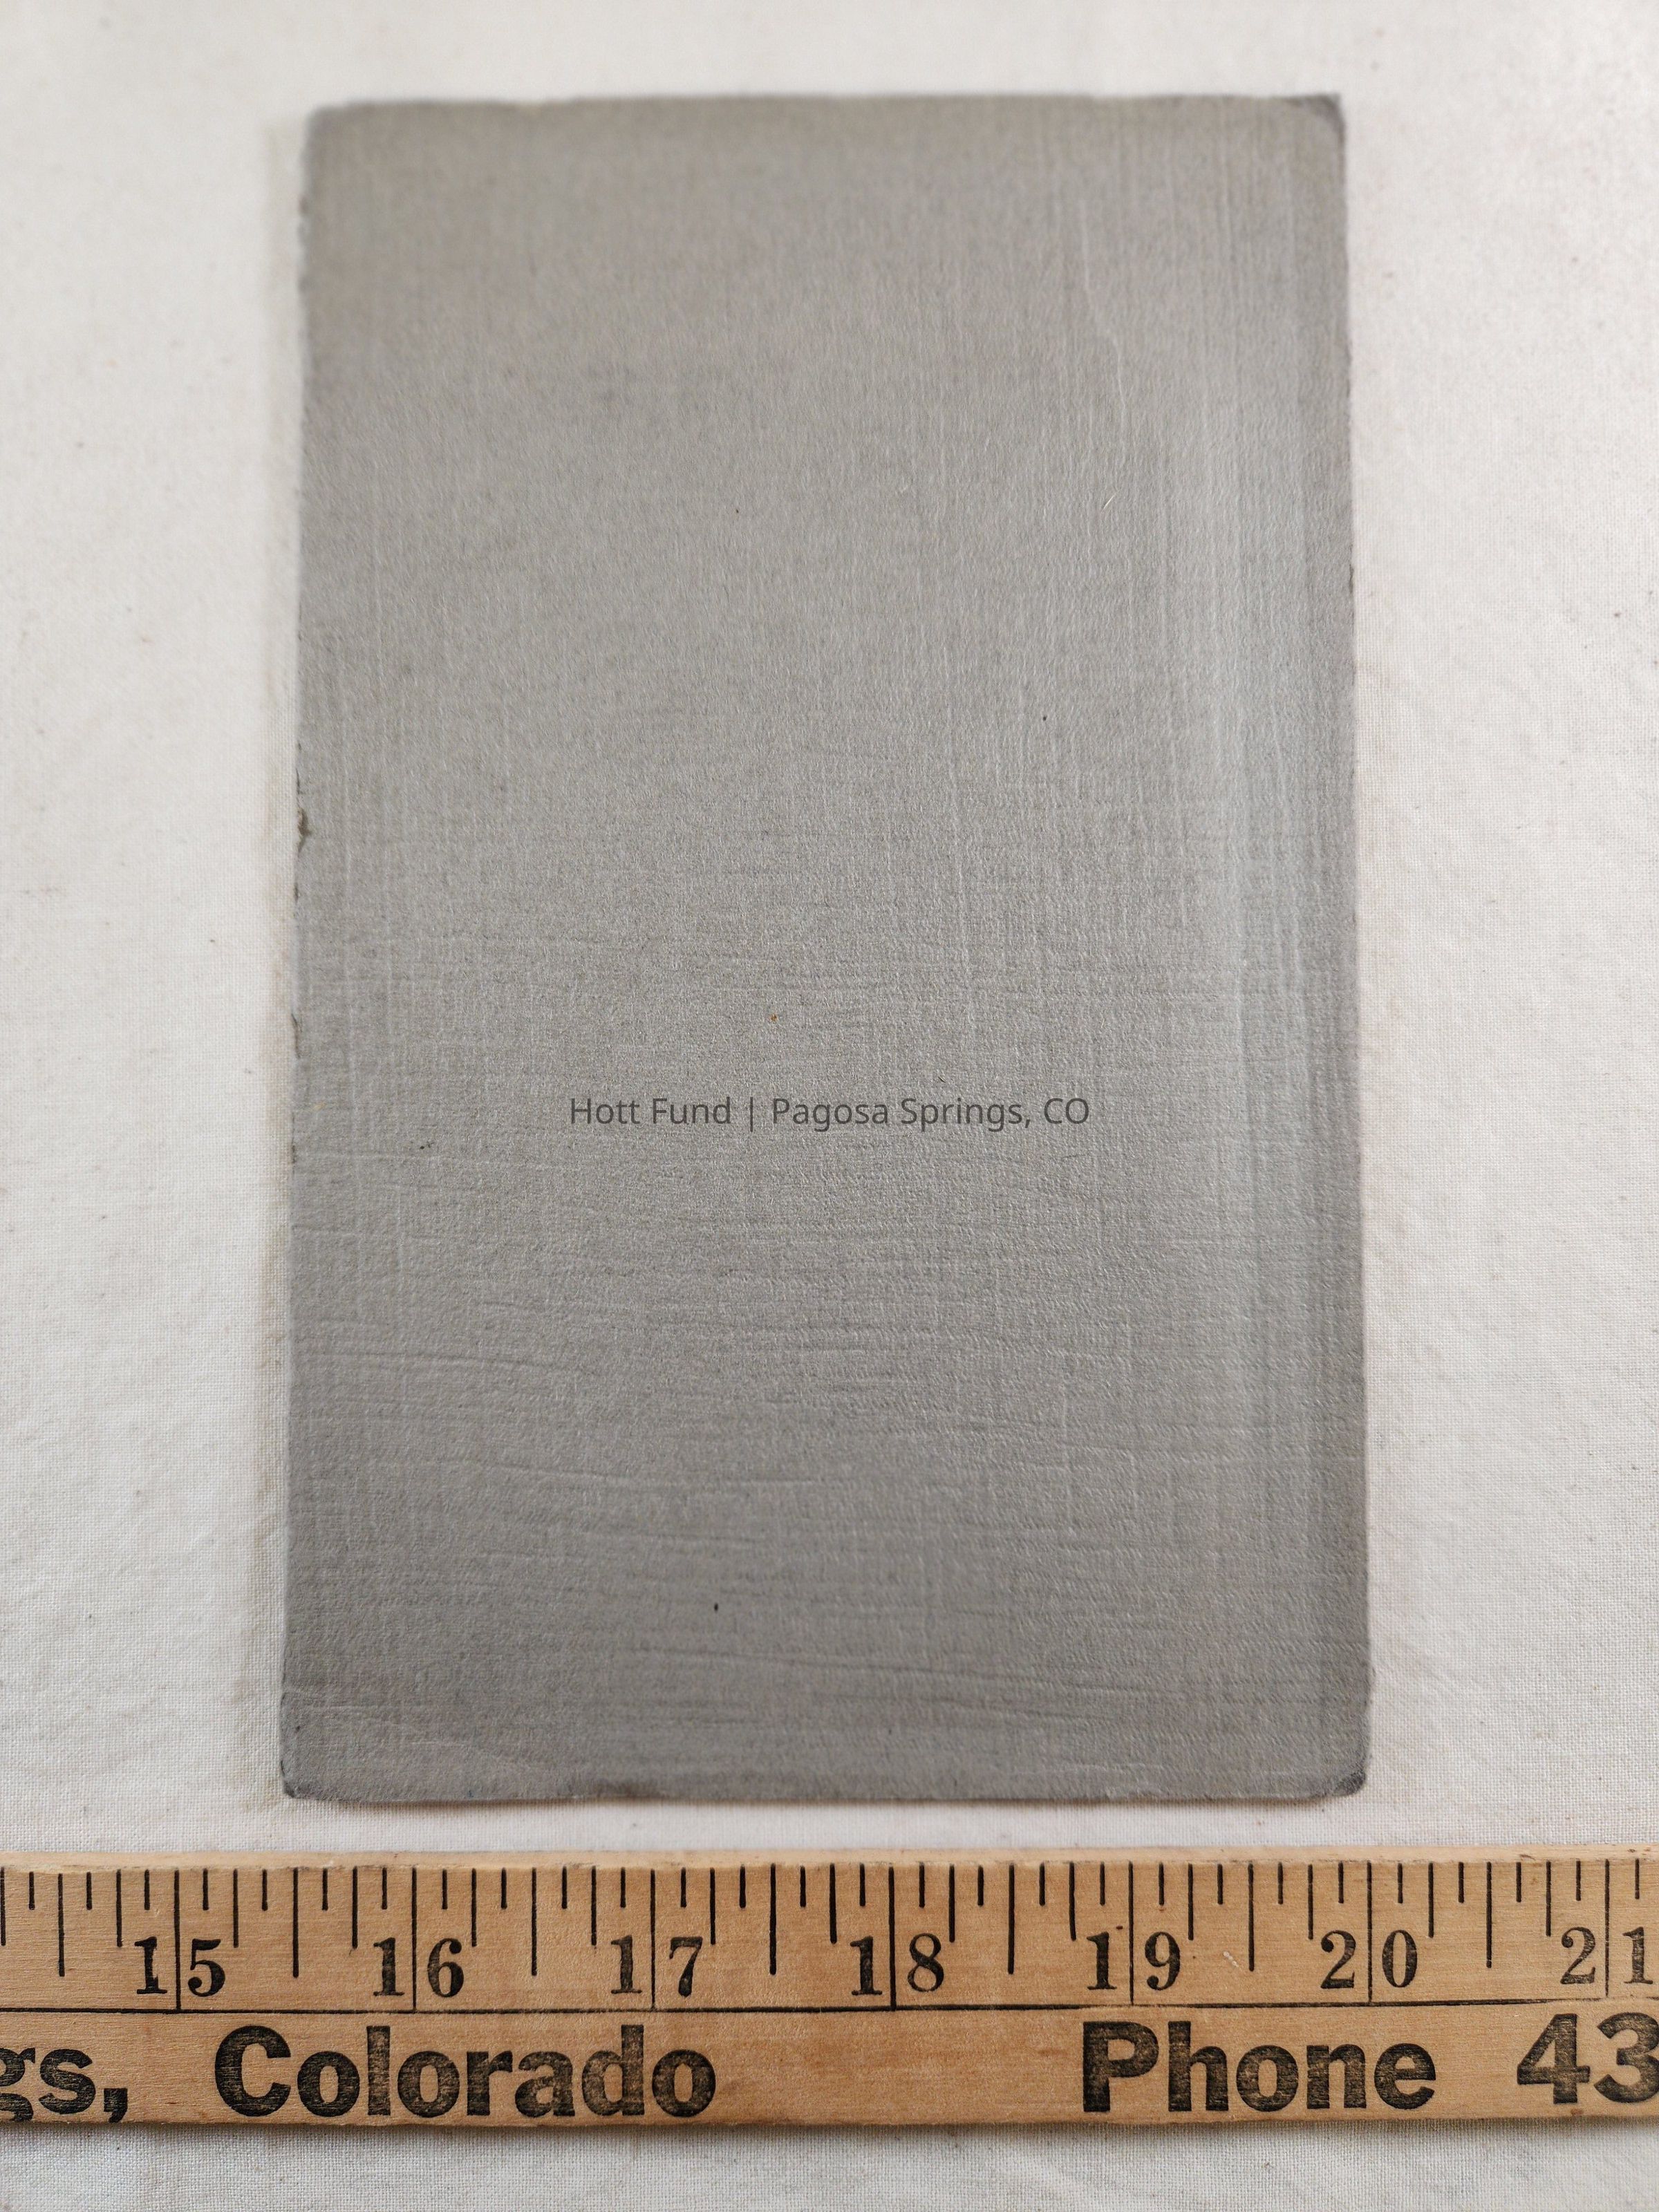 Hott Fund | Pagosa Springs, CO
15 16 17 18 19 20 21
gs, Colorado Phone 43